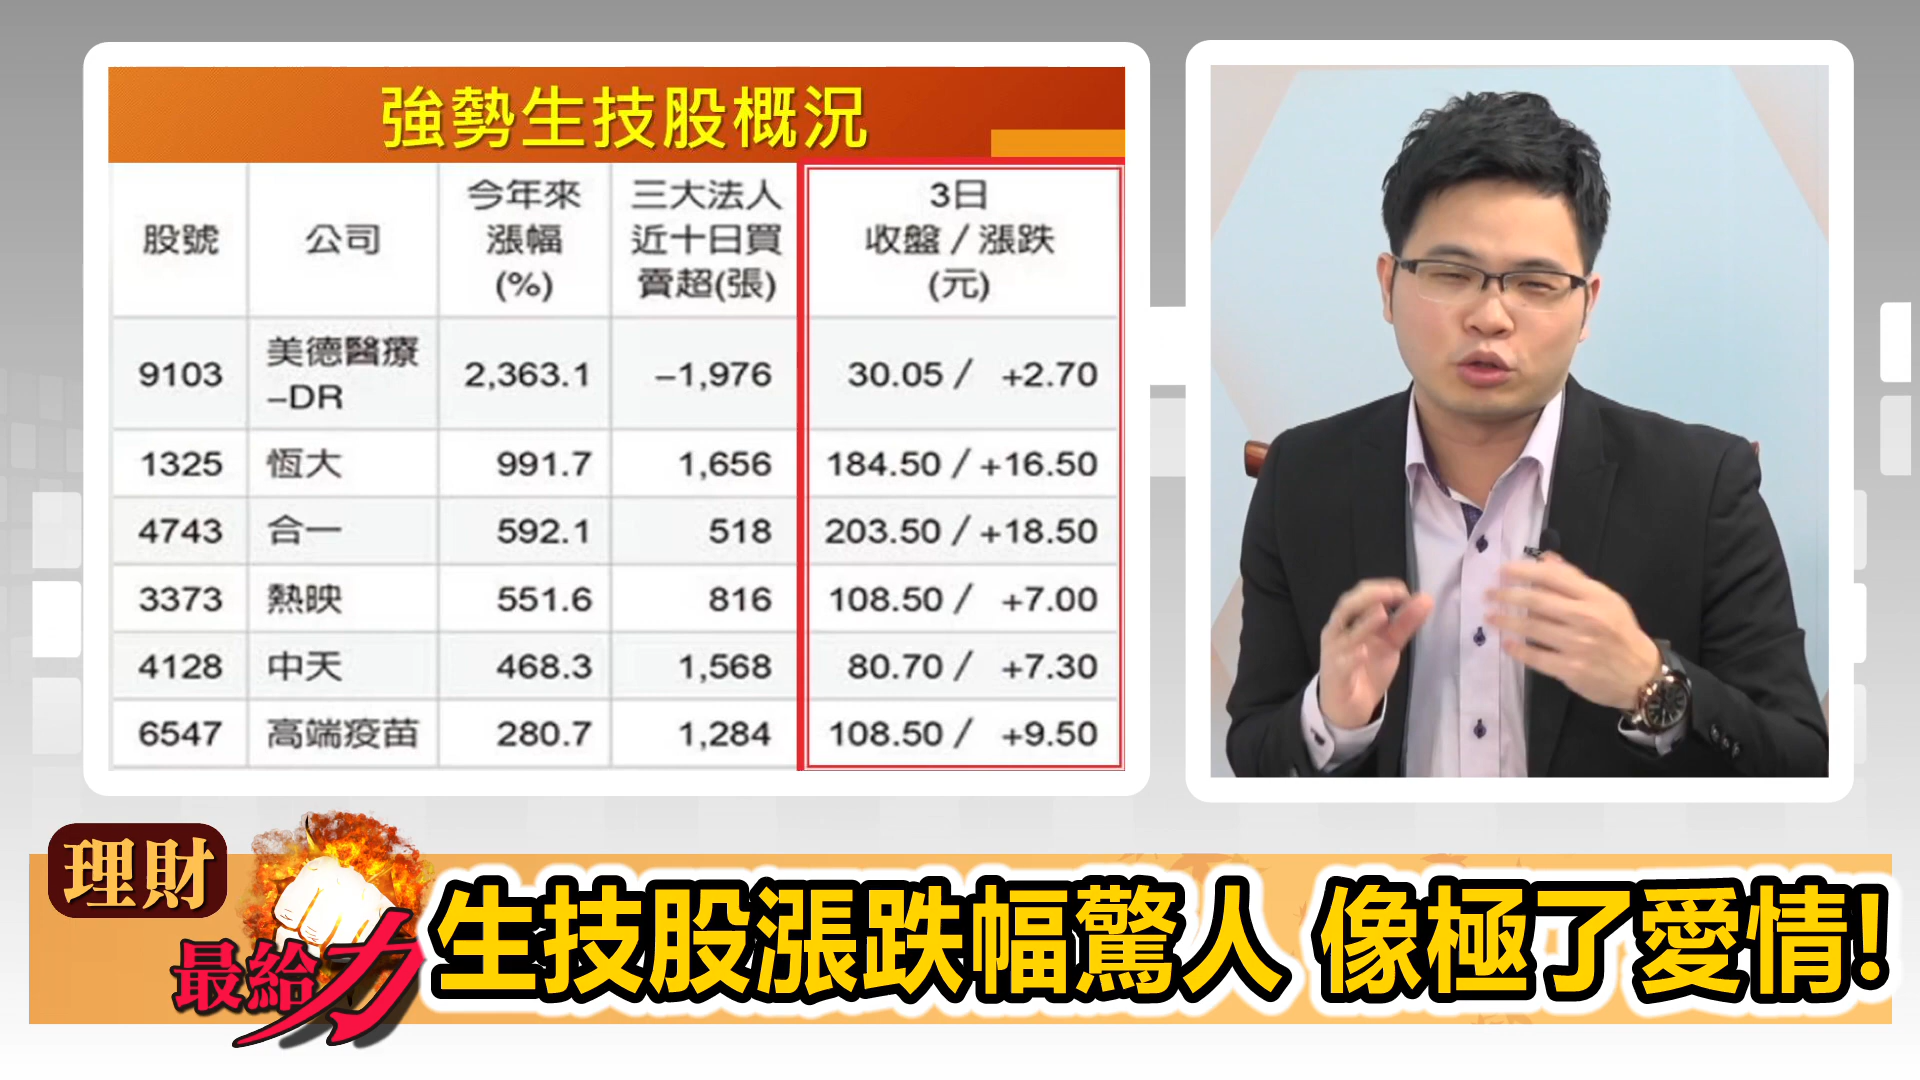 強勢生技股概況
股號 公司 今年來漲幅(%) 三大法人近十日買賣超(張) 3日收盤/漲跌(元)
9103 美德醫療-DR 2,363.1 -1,976 30.05 / +2.70
1325 恆大 991.7 1,656 184.50 / +16.50
4743 合一 592.1 518 203.50 / +18.50
3373 熱映 551.6 816 108.50 / +7.00
4128 中天 468.3 1,568 80.70 / +7.30
6547 高端疫苗 280.7 1,284 108.50 / +9.50
理財
最給力
生技股漲跌幅驚人 像極了愛情!